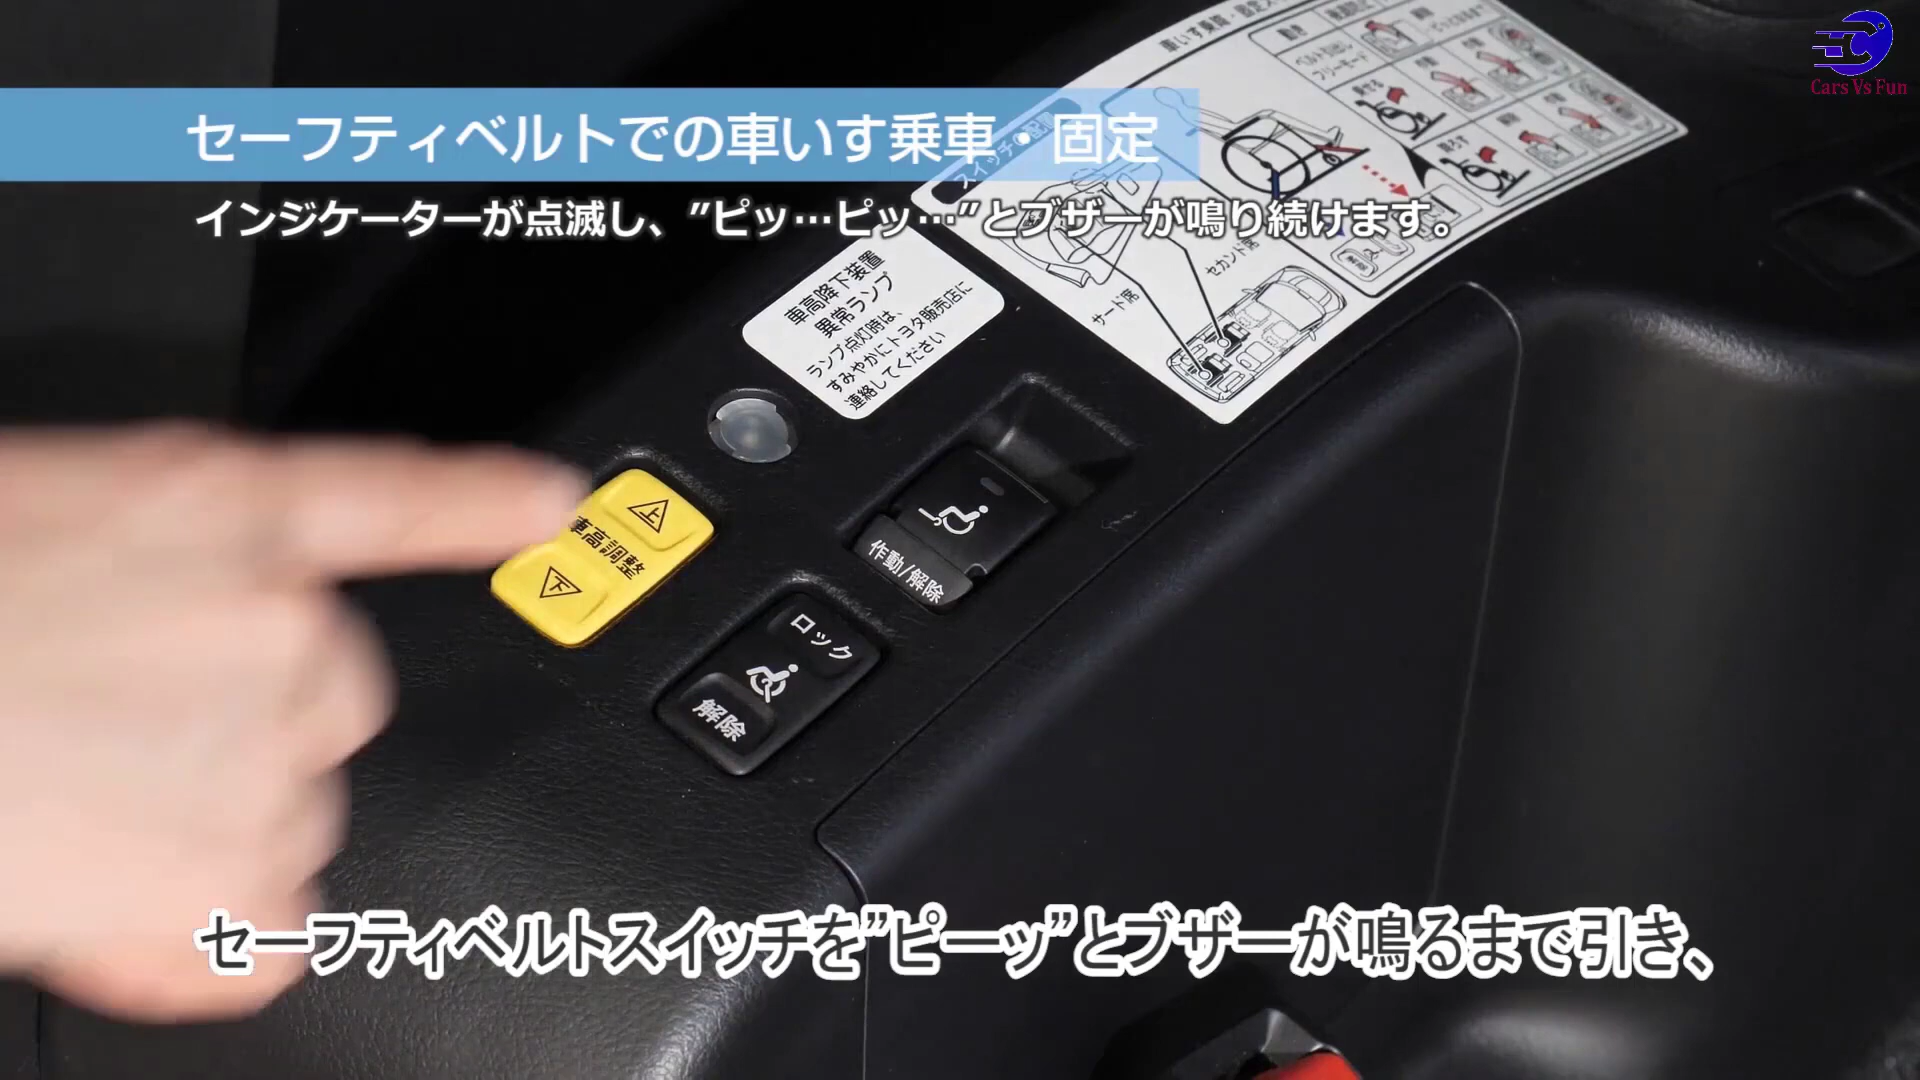 Cars Vs Fun
セーフティベルトでの車いす乗車・固定
インジケーターが点滅し、”ピッ…ピッ…”とブザーが鳴り続けます。
セカンド席
サード席
車高降下装置
異常ランプ
ランプ点灯時は、
すみやかにトヨタ販売店に
連絡してください
上
車高調整
下
作動/解除
ロック
解除
セーフティベルトスイッチを”ピーッ”とブザーが鳴るまで引き、